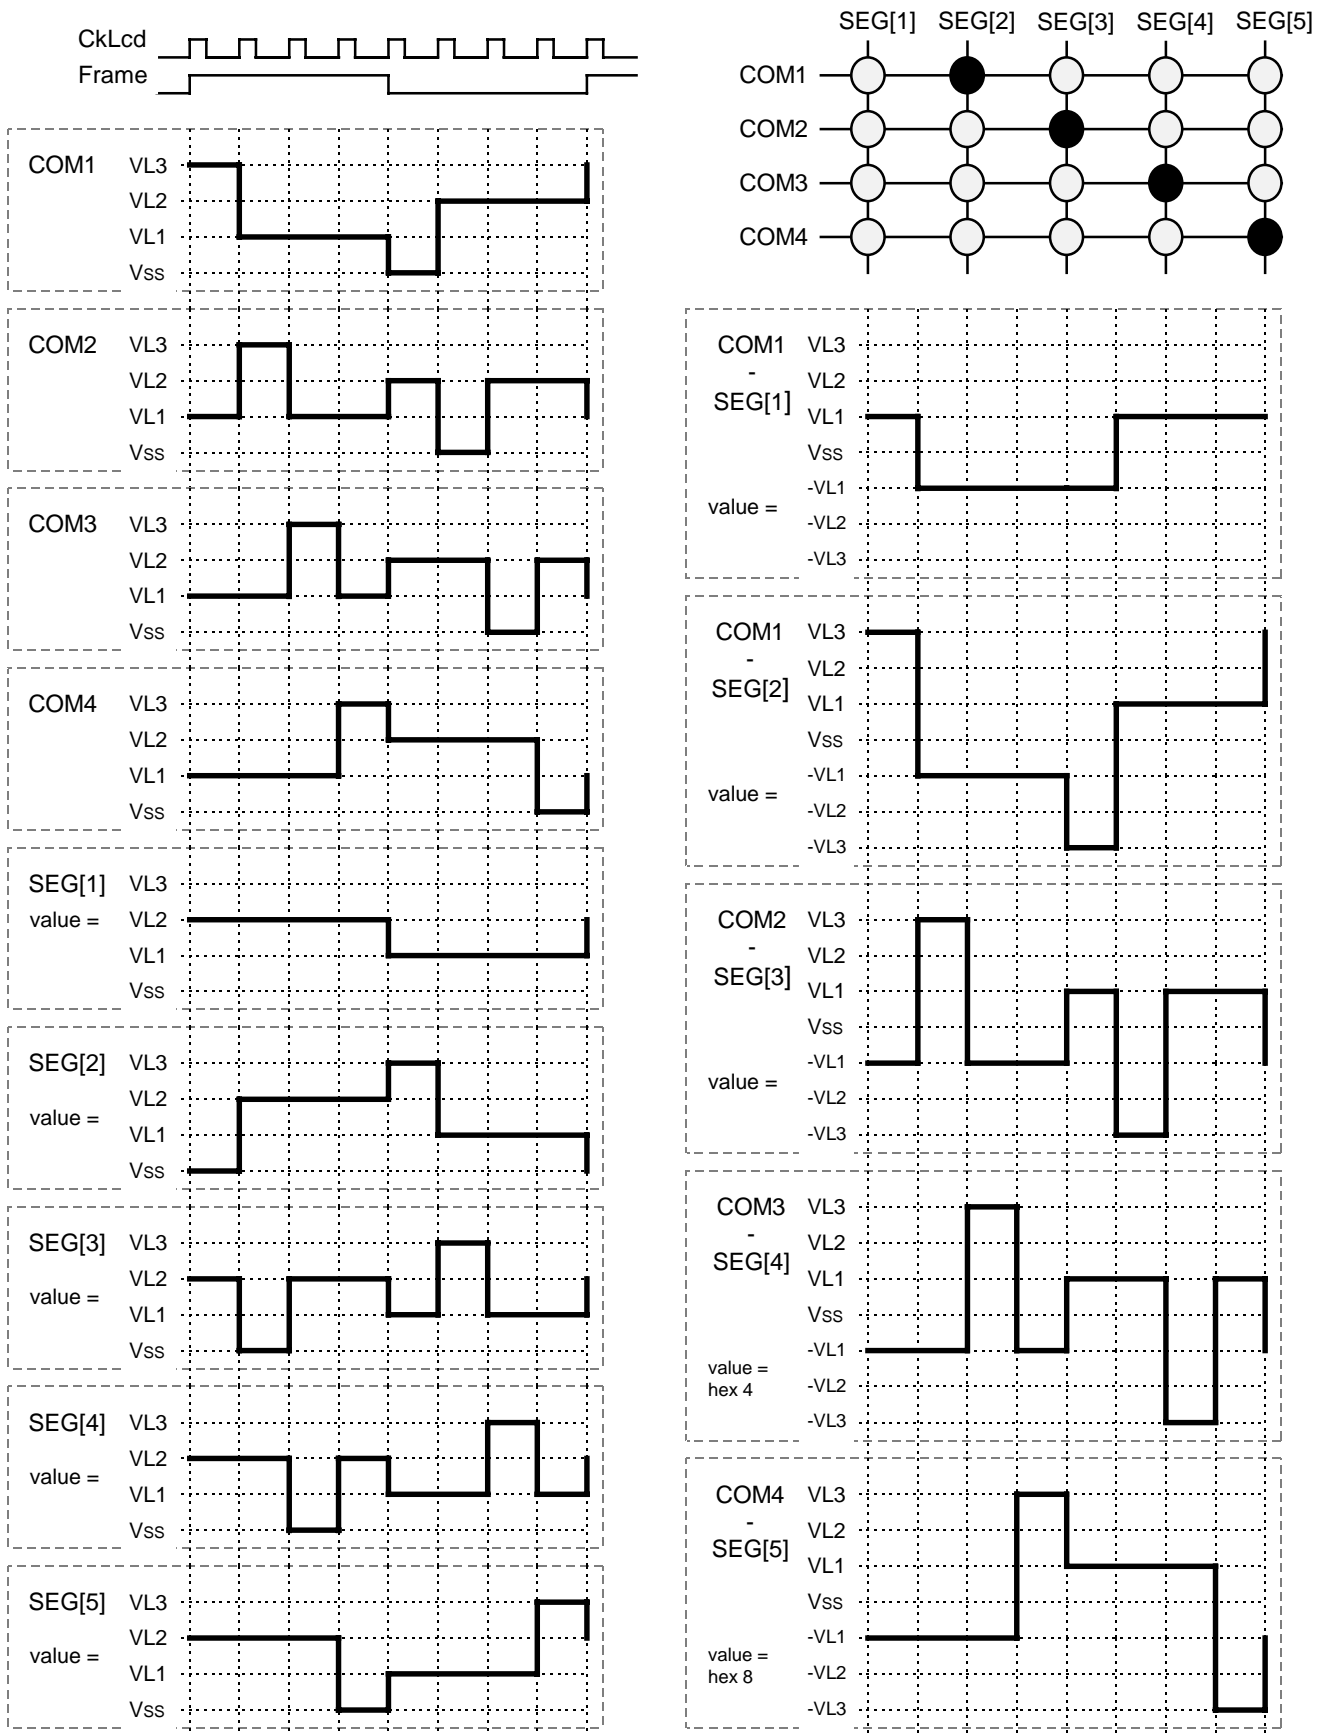 CkLcd
Frame
COM1
VL3
VL2
VL1
Vss
COM2
VL3
VL2
VL1
Vss
COM3
VL3
VL2
VL1
Vss
COM4
VL3
VL2
VL1
Vss
SEG[1]
value =
VL3
VL2
VL1
Vss
SEG[2]
value =
VL3
VL2
VL1
Vss
SEG[3]
value =
VL3
VL2
VL1
Vss
SEG[4]
value =
VL3
VL2
VL1
Vss
SEG[5]
value =
VL3
VL2
VL1
Vss
SEG[1] SEG[2] SEG[3] SEG[4] SEG[5]
COM1
COM2
COM3
COM4
COM1
-
SEG[1]
value =
VL3
VL2
VL1
Vss
-VL1
-VL2
-VL3
COM1
-
SEG[2]
value =
VL3
VL2
VL1
Vss
-VL1
-VL2
-VL3
COM2
-
SEG[3]
value =
VL3
VL2
VL1
Vss
-VL1
-VL2
-VL3
COM3
-
SEG[4]
value =
hex 4
VL3
VL2
VL1
Vss
-VL1
-VL2
-VL3
COM4
-
SEG[5]
value =
hex 8
VL3
VL2
VL1
Vss
-VL1
-VL2
-VL3